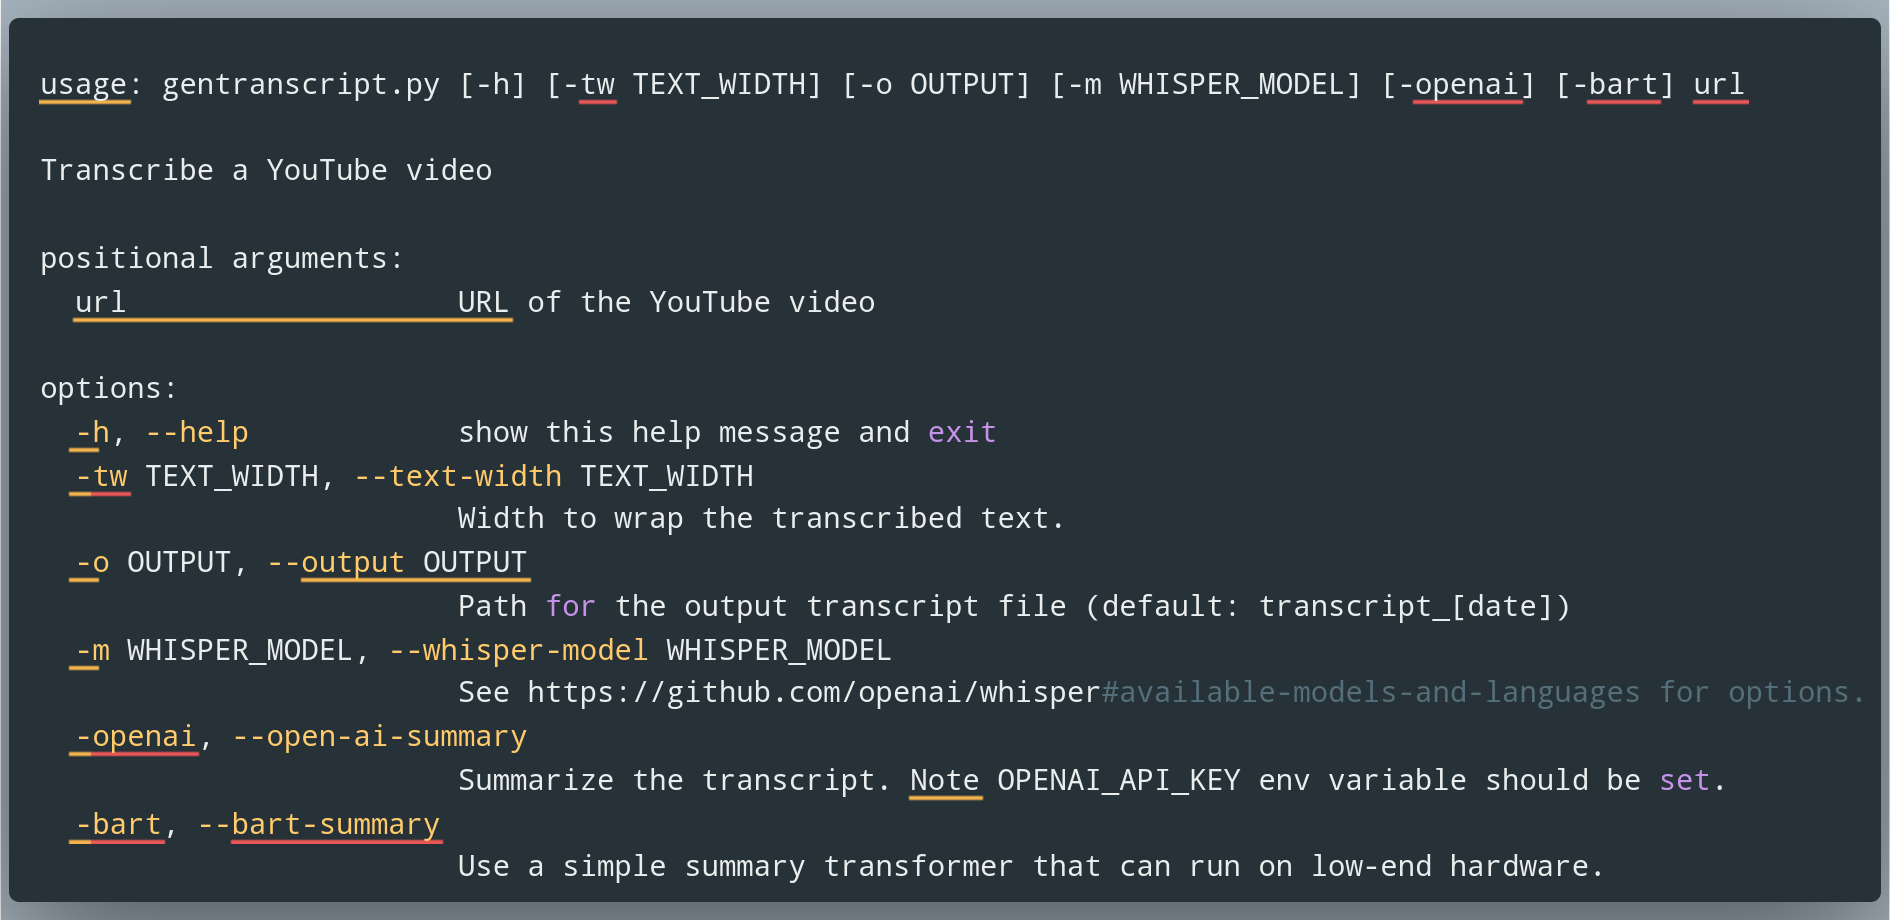 usage: gentranscript.py [-h] [-tw TEXT_WIDTH] [-o OUTPUT] [-m WHISPER_MODEL] [-openai] [-bart] url
Transcribe a YouTube video
positional arguments:
url URL of the YouTube video
options:
-h, --help show this help message and exit
-tw TEXT_WIDTH, --text-width TEXT_WIDTH
Width to wrap the transcribed text.
-o OUTPUT, --output OUTPUT
Path for the output transcript file (default: transcript_[date])
-m WHISPER_MODEL, --whisper-model WHISPER_MODEL
See https://github.com/openai/whisper#available-models-and-languages for options.
-openai, --open-ai-summary
Summarize the transcript. Note OPENAI_API_KEY env variable should be set.
-bart, --bart-summary
Use a simple summary transformer that can run on low-end hardware.